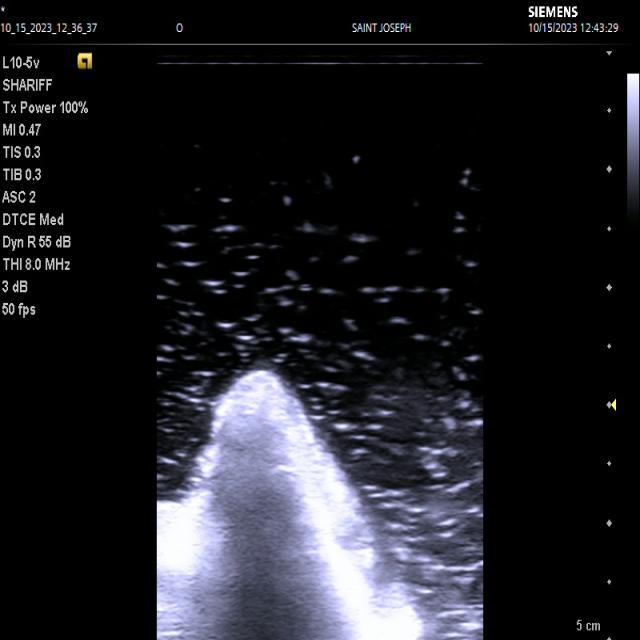 *
SIEMENS
10_15_2023_12_36_37 O SAINT JOSEPH 10/15/2023 12:43:29
L10-5v
SHARIFF
Tx Power 100%
MI 0.47
TIS 0.3
TIB 0.3
ASC 2
DTCE Med
Dyn R 55 dB
THI 8.0 MHz
3 dB
50 fps
5 cm